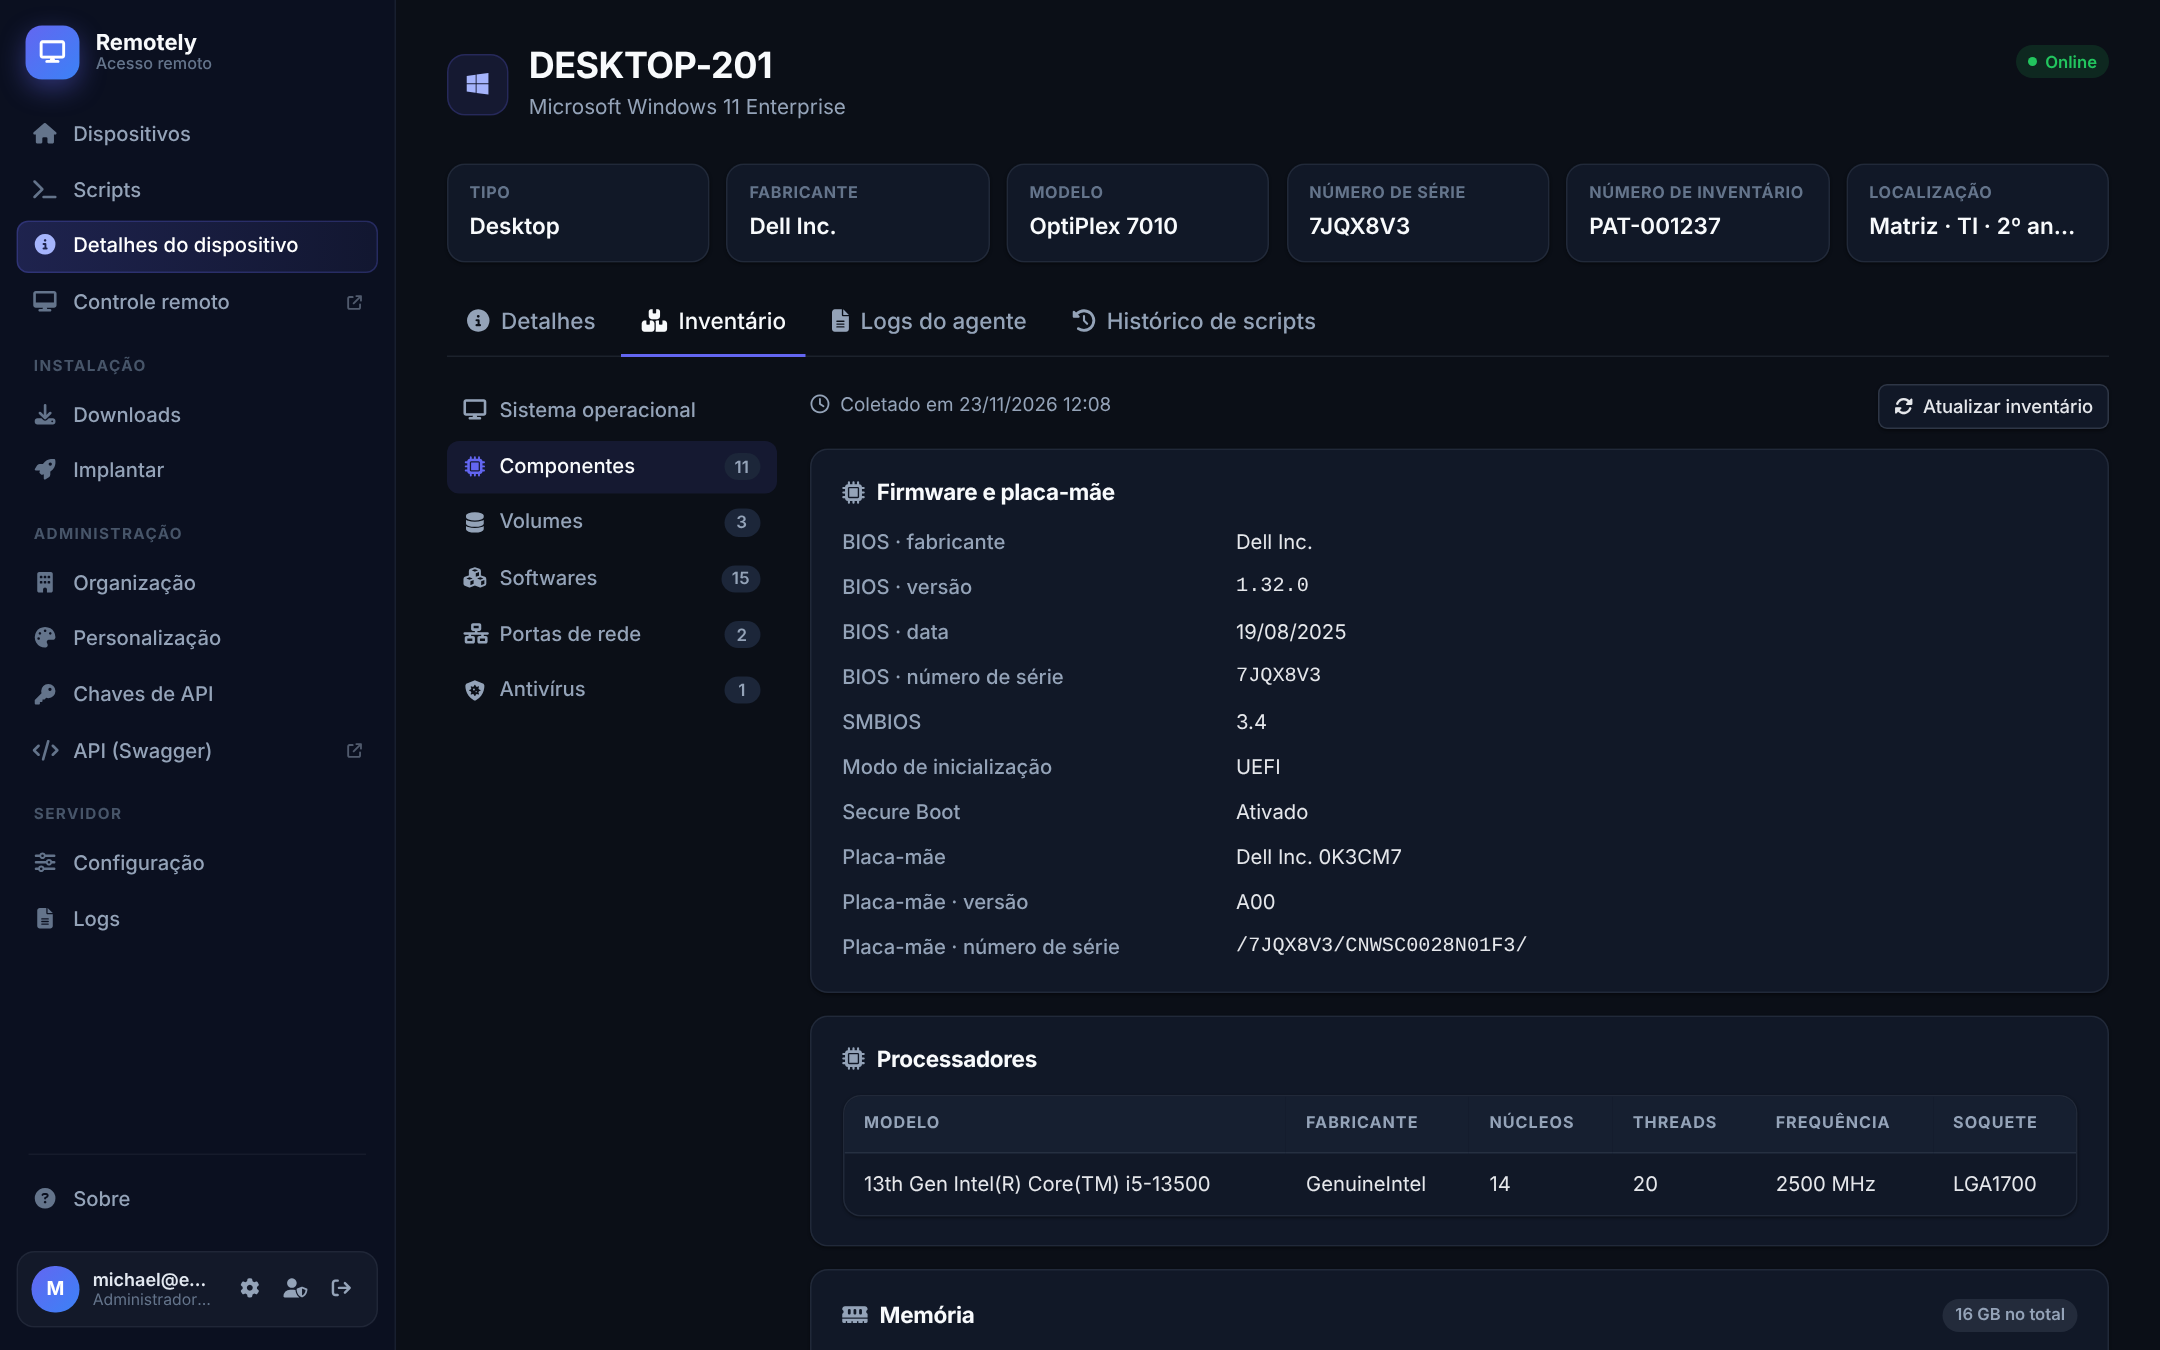 Remotely
Acesso remoto
Dispositivos
Scripts
Detalhes do dispositivo
Controle remoto
INSTALAÇÃO
Downloads
Implantar
ADMINISTRAÇÃO
Organização
Personalização
Chaves de API
API (Swagger)
SERVIDOR
Configuração
Logs
Sobre
M
michael@e...
Administrador...
DESKTOP-201
Microsoft Windows 11 Enterprise
Online
TIPO
Desktop
FABRICANTE
Dell Inc.
MODELO
OptiPlex 7010
NÚMERO DE SÉRIE
7JQX8V3
NÚMERO DE INVENTÁRIO
PAT-001237
LOCALIZAÇÃO
Matriz · TI · 2º an...
Detalhes
Inventário
Logs do agente
Histórico de scripts
Sistema operacional
Componentes 11
Volumes 3
Softwares 15
Portas de rede 2
Antivírus 1
Coletado em 23/11/2026 12:08
Atualizar inventário
Firmware e placa-mãe
BIOS · fabricante Dell Inc.
BIOS · versão 1.32.0
BIOS · data 19/08/2025
BIOS · número de série 7JQX8V3
SMBIOS 3.4
Modo de inicialização UEFI
Secure Boot Ativado
Placa-mãe Dell Inc. 0K3CM7
Placa-mãe · versão A00
Placa-mãe · número de série /7JQX8V3/CNWSC0028N01F3/
Processadores
MODELO FABRICANTE NÚCLEOS THREADS FREQUÊNCIA SOQUETE
13th Gen Intel(R) Core(TM) i5-13500 GenuineIntel 14 20 2500 MHz LGA1700
Memória
16 GB no total